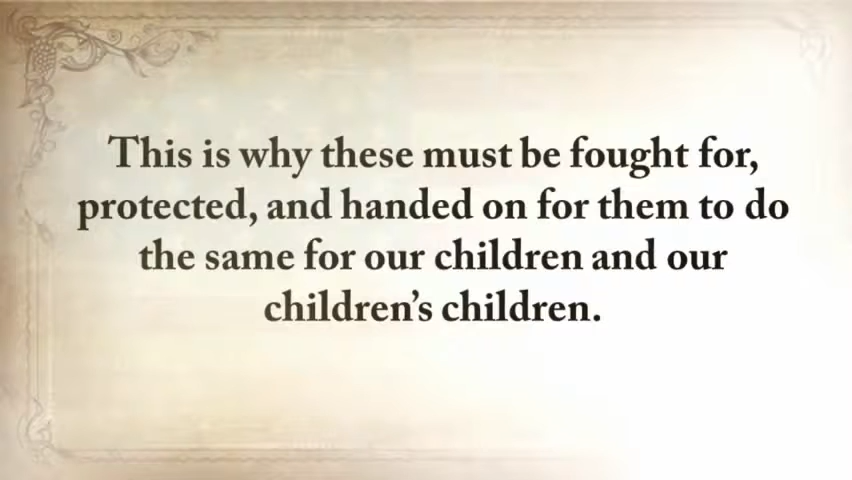 This is why these must be fought for,
protected, and handed on for them to do
the same for our children and our
children’s children.